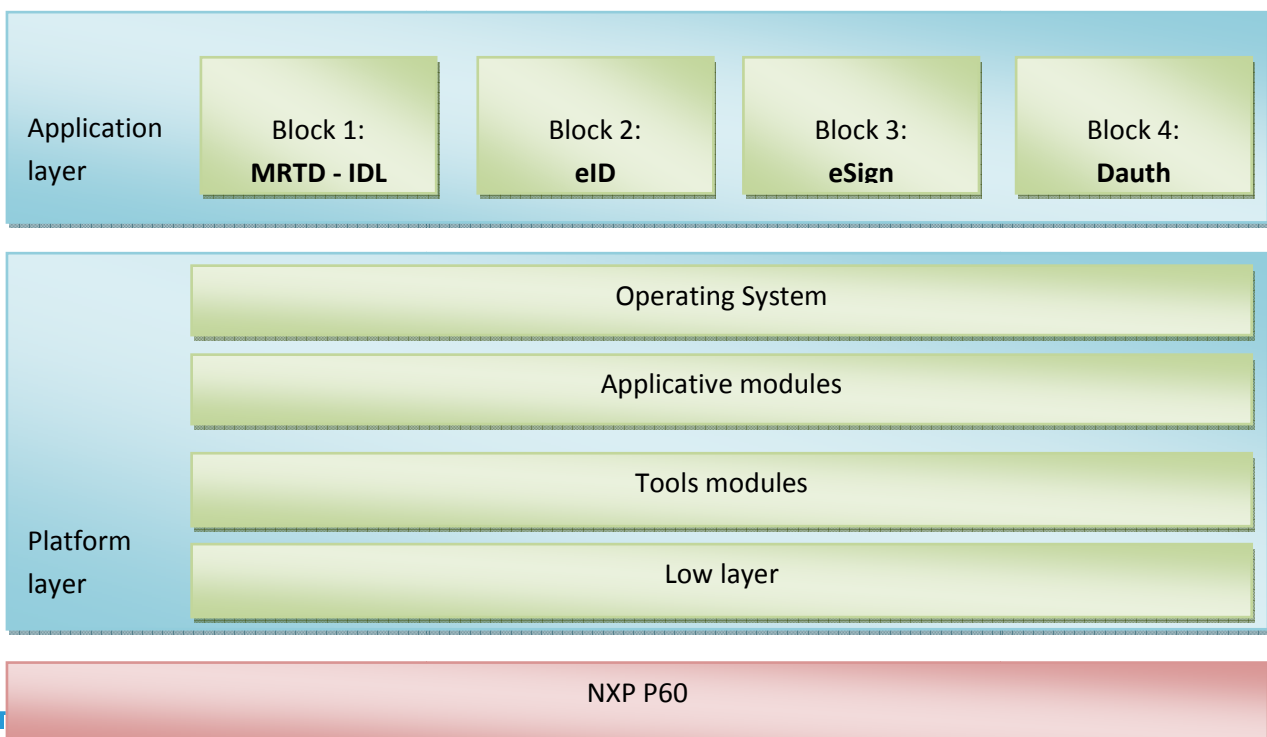 Application
layer
Block 1:
MRTD - IDL
Block 2:
eID
Block 3:
eSign
Block 4:
Dauth
Operating System
Applicative modules
Tools modules
Platform
layer
Low layer
NXP P60